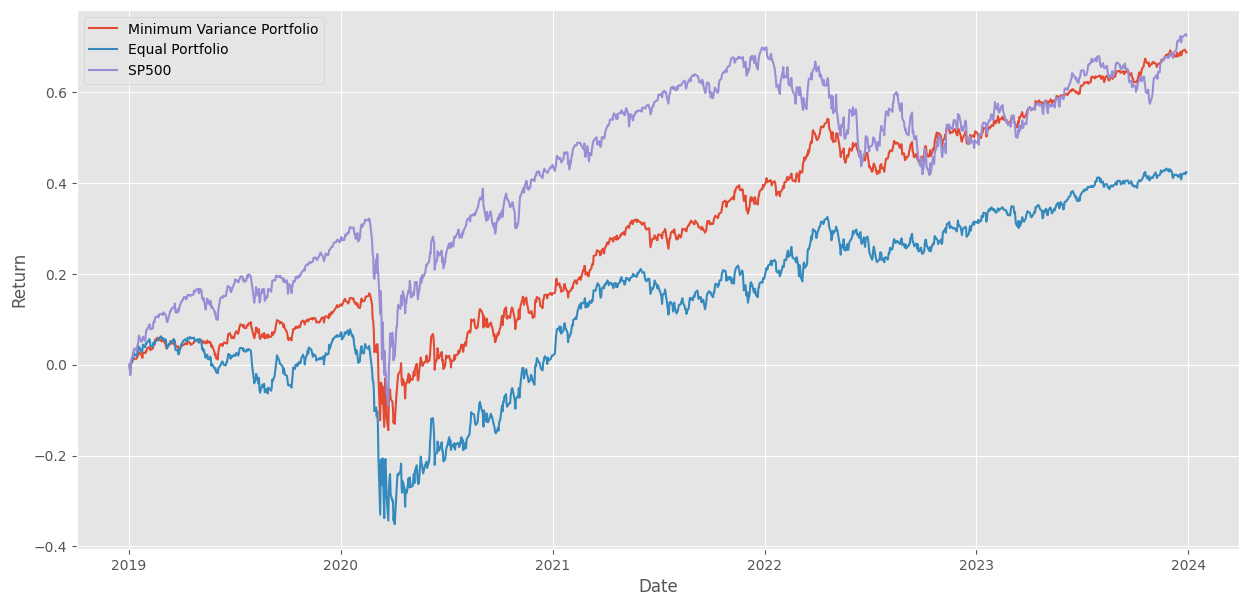 Minimum Variance Portfolio
Equal Portfolio
SP500
Return
0.6
0.4
0.2
0.0
−0.2
−0.4
2019 2020 2021 2022 2023 2024
Date